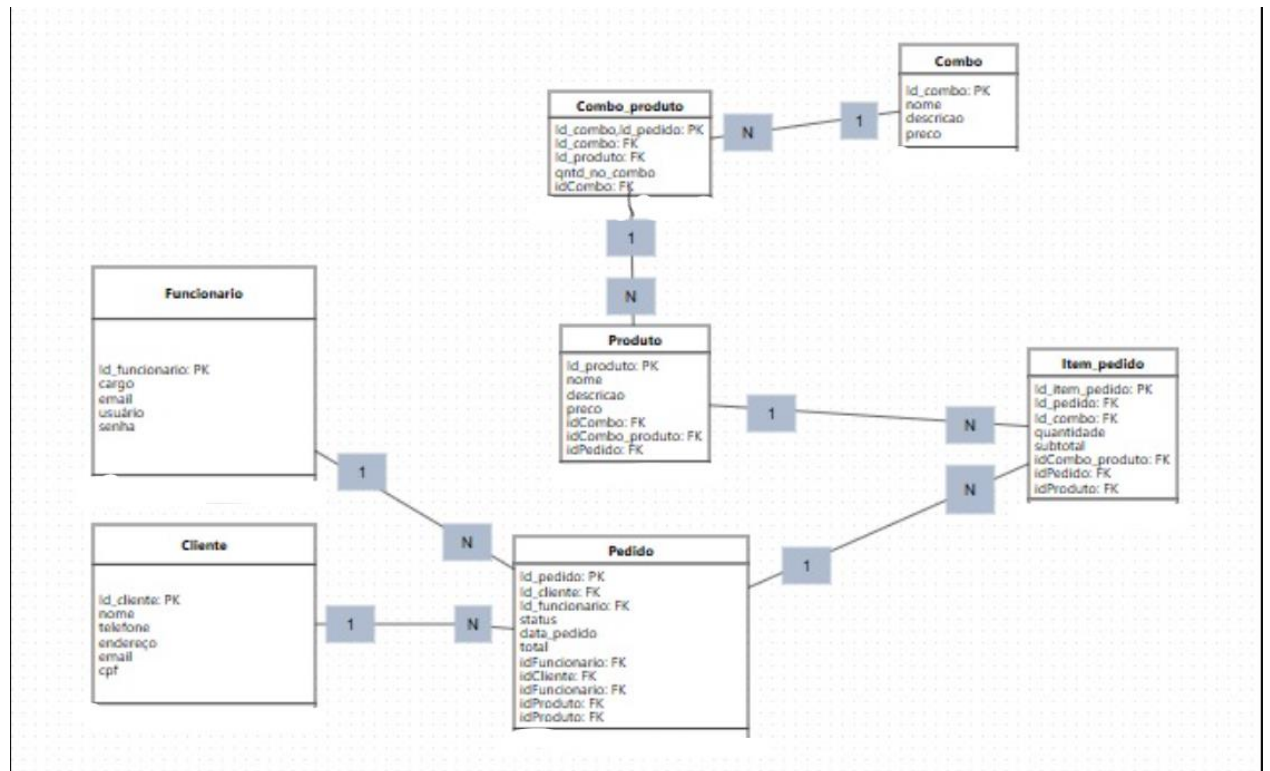 Combo
Id_combo: PK
nome
descricao
preco
Combo_produto
Id_combo,Id_pedido: PK
Id_combo: FK
Id_produto: FK
qntd_no_combo
idCombo: FK
N
1
1
N
Funcionario
Id_funcionario: PK
cargo
email
usuário
senha
Produto
Id_produto: PK
nome
descricao
preco
idCombo: FK
idCombo_produto: FK
idPedido: FK
1
N
Item_pedido
Id_item_pedido: PK
Id_pedido: FK
Id_combo: FK
quantidade
subtotal
idCombo_produto: FK
idPedido: FK
idProduto: FK
1
N
N
1
Cliente
Id_cliente: PK
nome
telefone
endereço
email
cpf
1
N
Pedido
Id_pedido: PK
Id_cliente: FK
Id_funcionario: FK
status
data_pedido
total
idFuncionario: FK
idCliente: FK
idFuncionario: FK
idProduto: FK
idProduto: FK